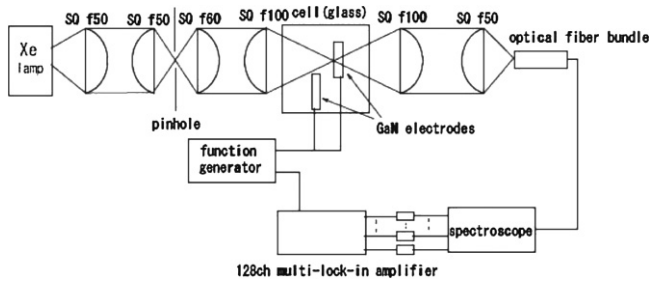 SQ f50 SQ f50 SQ f60 SQ f100 cell(glass) SQ f100 SQ f50
Xe
lamp
optical fiber bundle
pinhole
GaN electrodes
function
generator
spectroscope
128ch multi-lock-in amplifier